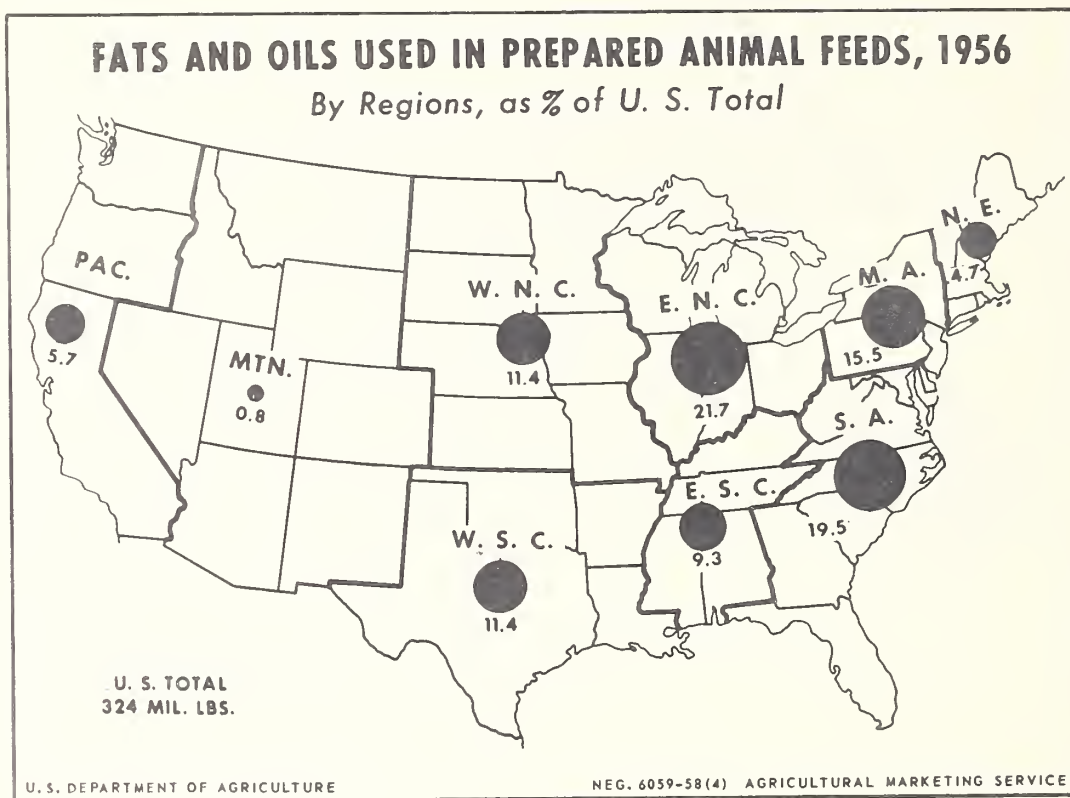 FATS AND OILS USED IN PREPARED ANIMAL FEEDS, 1956
By Regions, as % of U. S. Total
PAC.
5.7
MTN.
0.8
W. N. C.
11.4
E. N. C.
21.7
N. E.
4.7
M. A.
15.5
S. A.
19.5
E. S. C.
9.3
W. S. C.
11.4
U. S. TOTAL
324 MIL. LBS.
U. S. DEPARTMENT OF AGRICULTURE
NEG. 6059-58(4) AGRICULTURAL MARKETING SERVICE